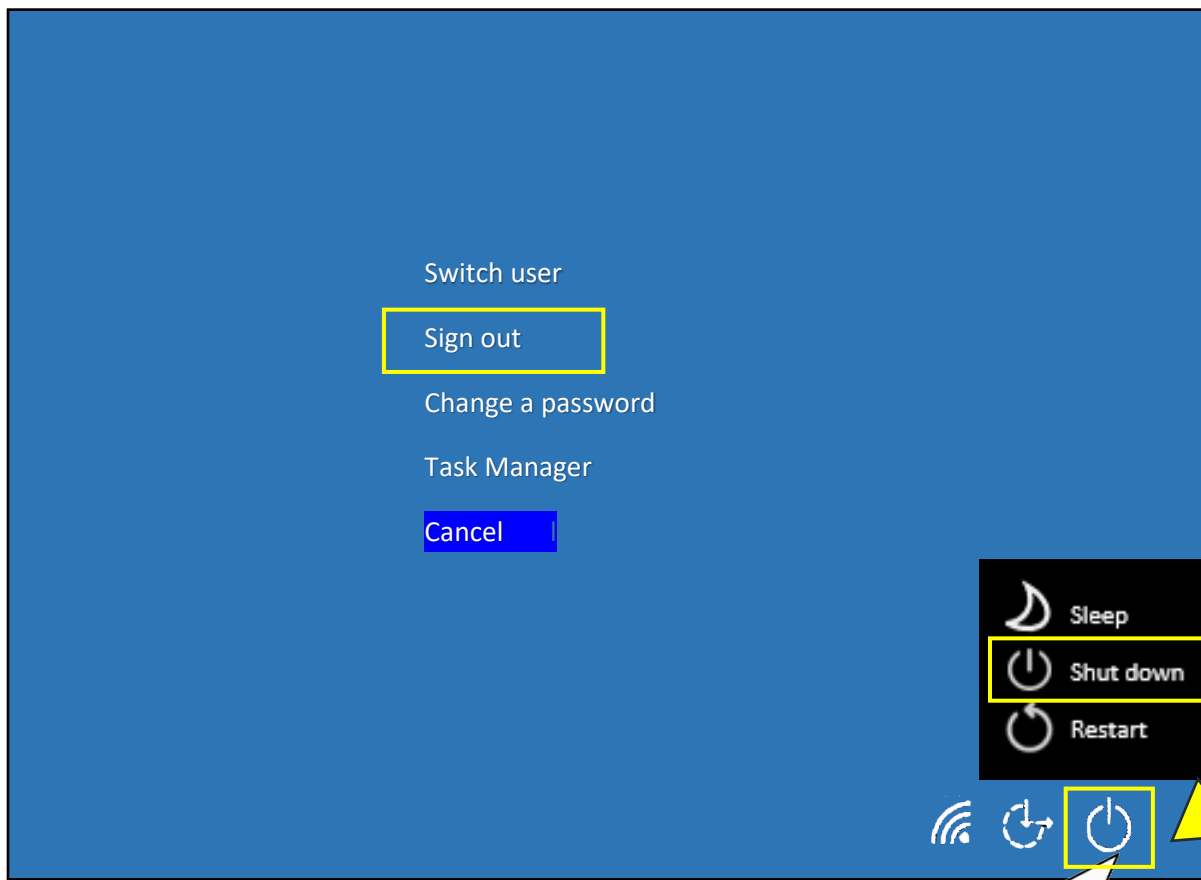 Switch user
Sign out
Change a password
Task Manager
Cancel
Sleep
Shut down
Restart